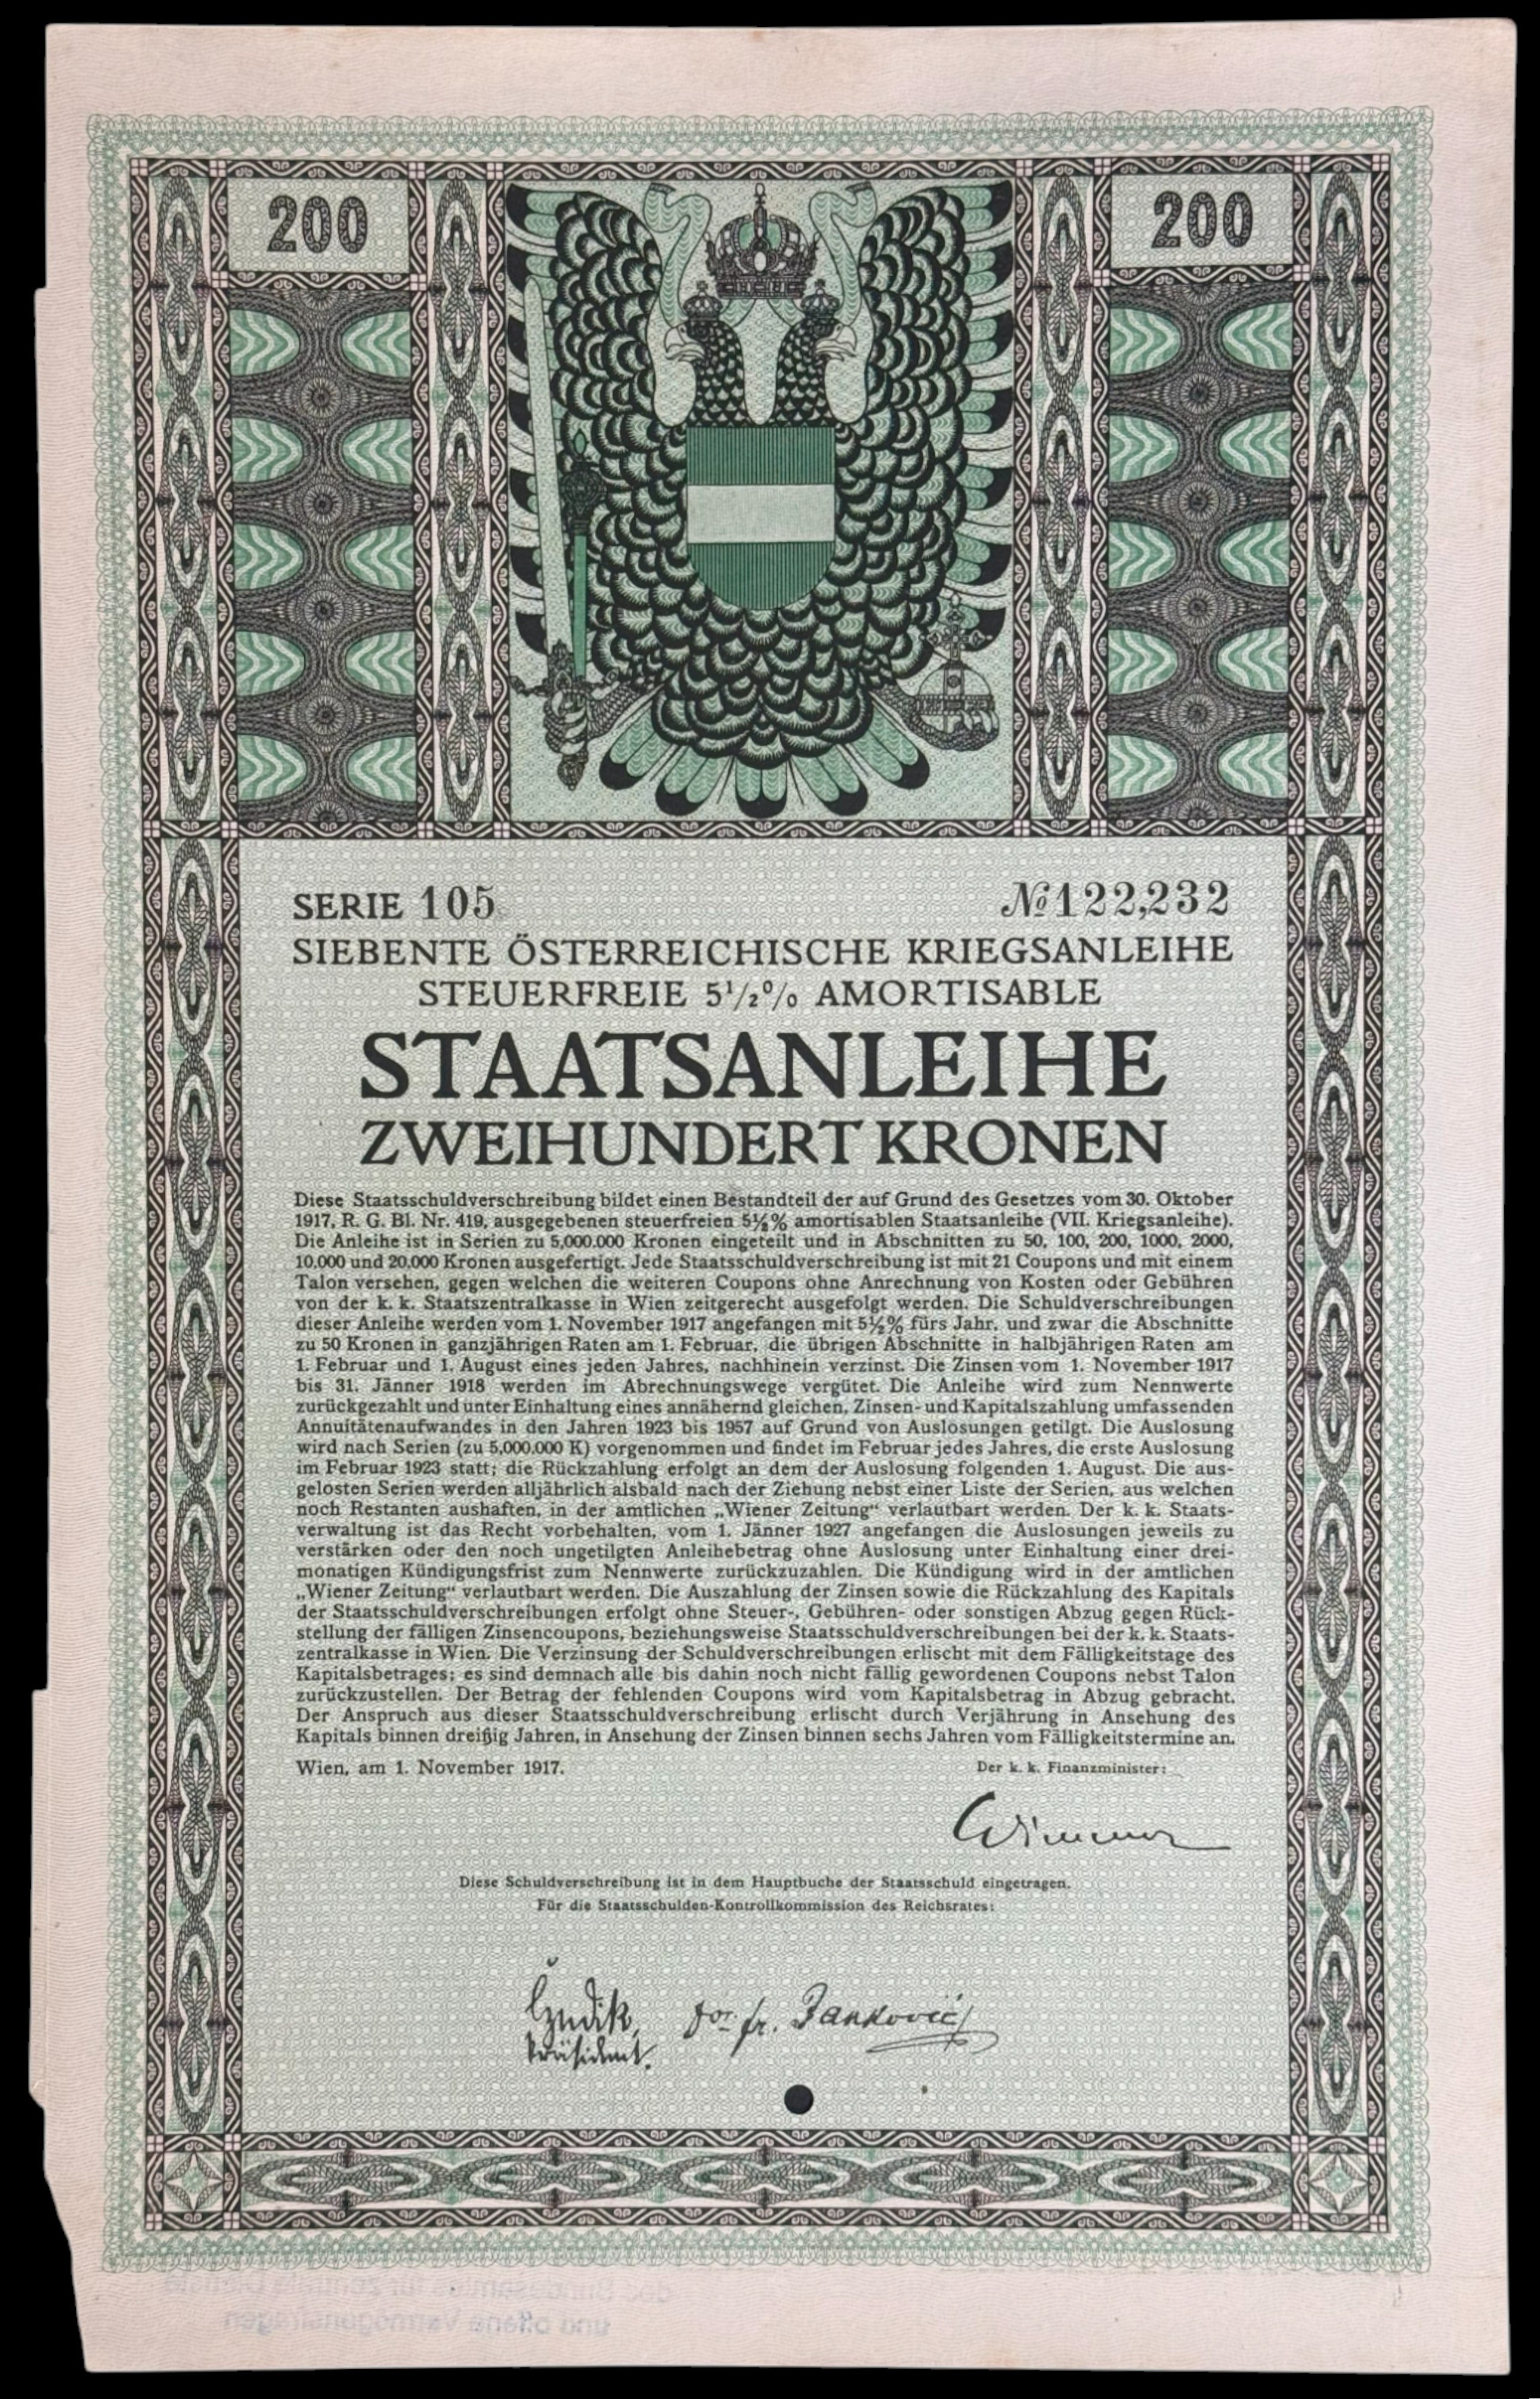 200
200
SERIE 105
№ 122,232
SIEBENTE ÖSTERREICHISCHE KRIEGSANLEIHE
STEUERFREIE 5½% AMORTISABLE
STAATSANLEIHE
ZWEIHUNDERT KRONEN
Diese Staatsschuldverschreibung bildet einen Bestandteil der auf Grund des Gesetzes vom 30. Oktober
1917, R. G. Bl. Nr. 419, ausgegebenen steuerfreien 5½% amortisablen Staatsanleihe (VII. Kriegsanleihe).
Die Anleihe ist in Serien zu 5,000.000 Kronen eingeteilt und in Abschnitten zu 50, 100, 200, 1000, 2000,
10.000 und 20.000 Kronen ausgefertigt. Jede Staatsschuldverschreibung ist mit 21 Coupons und mit einem
Talon versehen, gegen welchen die weiteren Coupons ohne Anrechnung von Kosten oder Gebühren
von der k. k. Staatszentralkasse in Wien zeitgerecht ausgefolgt werden. Die Schuldverschreibungen
dieser Anleihe werden vom 1. November 1917 angefangen mit 5½% fürs Jahr, und zwar die Abschnitte
zu 50 Kronen in ganzjährigen Raten am 1. Februar, die übrigen Abschnitte in halbjährigen Raten am
1. Februar und 1. August eines jeden Jahres, nachhinein verzinst. Die Zinsen vom 1. November 1917
bis 31. Jänner 1918 werden im Abrechnungswege vergütet. Die Anleihe wird zum Nennwerte
zurückgezahlt und unter Einhaltung eines annähernd gleichen, Zinsen- und Kapitalszahlung umfassenden
Annuitätenaufwandes in den Jahren 1923 bis 1957 auf Grund von Auslosungen getilgt. Die Auslosung
wird nach Serien (zu 5,000.000 K) vorgenommen und findet im Februar jedes Jahres, die erste Auslosung
im Februar 1923 statt; die Rückzahlung erfolgt an dem der Auslosung folgenden 1. August. Die aus-
gelosten Serien werden alljährlich alsbald nach der Ziehung nebst einer Liste der Serien, aus welchen
noch Restanten aushaften, in der amtlichen „Wiener Zeitung“ verlautbart werden. Der k. k. Staats-
verwaltung ist das Recht vorbehalten, vom 1. Jänner 1927 angefangen die Auslosungen jeweils zu
verstärken oder den noch ungetilgten Anleihebetrag ohne Auslosung unter Einhaltung einer drei-
monatigen Kündigungsfrist zum Nennwerte zurückzuzahlen. Die Kündigung wird in der amtlichen
„Wiener Zeitung“ verlautbart werden. Die Auszahlung der Zinsen sowie die Rückzahlung des Kapitals
der Staatsschuldverschreibungen erfolgt ohne Steuer-, Gebühren- oder sonstigen Abzug gegen Rück-
stellung der fälligen Zinsencoupons, beziehungsweise Staatsschuldverschreibungen bei der k. k. Staats-
zentralkasse in Wien. Die Verzinsung der Schuldverschreibungen erlischt mit dem Fälligkeitstage des
Kapitalsbetrages; es sind demnach alle bis dahin noch nicht fällig gewordenen Coupons nebst Talon
zurückzustellen. Der Betrag der fehlenden Coupons wird vom Kapitalsbetrag in Abzug gebracht.
Der Anspruch aus dieser Staatsschuldverschreibung erlischt durch Verjährung in Ansehung des
Kapitals binnen dreißig Jahren, in Ansehung der Zinsen binnen sechs Jahren vom Fälligkeitstermine an.
Wien, am 1. November 1917.
Der k. k. Finanzminister:
Wimmer
Diese Schuldverschreibung ist in dem Hauptbuche der Staatsschuld eingetragen.
Für die Staatsschulden-Kontrollkommission des Reichsrates:
Czedik, Dor. fr. Janković
Präsident.
des Bundesamtes für zentrale Dienste
und offene Vermögensfragen